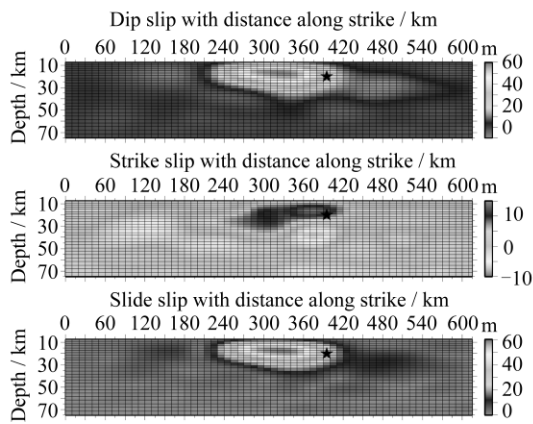 Dip slip with distance along strike / km
0 60 120 180 240 300 360 420 480 540 600 m
Depth / km
10
30
50
70
60
40
20
0
Strike slip with distance along strike / km
0 60 120 180 240 300 360 420 480 540 600 m
Depth / km
10
30
50
70
10
0
−10
Slide slip with distance along strike / km
0 60 120 180 240 300 360 420 480 540 600 m
Depth / km
10
30
50
70
60
40
20
0